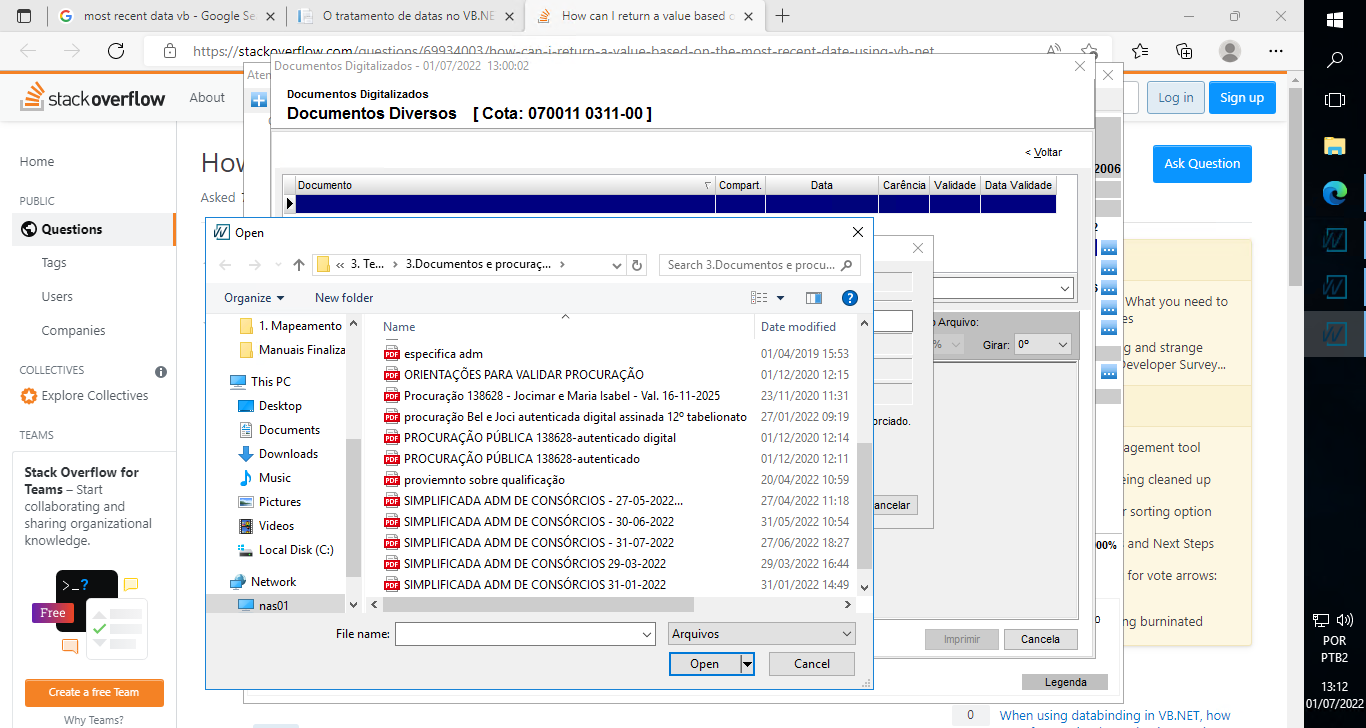 most recent data vb - Google Se
O tratamento de datas no VB.NE
How can I return a value based o
https://stackoverflow.com/questions/69934003/how-can-i-return-a-value-based-on-the-most-recent-date-using-vb-net
Aten
Documentos Digitalizados - 01/07/2022 13:00:02
stackoverflow
About
Log in
Sign up
Documentos Digitalizados
Documentos Diversos [ Cota: 070011 0311-00 ]
< Voltar
Home
How
Asked
2006
Ask Question
PUBLIC
Questions
Tags
Users
Companies
COLLECTIVES
Explore Collectives
TEAMS
Stack Overflow for
Teams – Start
collaborating and
sharing organizational
knowledge.
>_?
Free
Create a free Team
Why Teams?
Documento
Compart.
Data
Carência
Validade
Data Validade
Open
3. Te...
3.Documentos e procuraç...
Search 3.Documentos e procu...
Organize
New folder
1. Mapeamento
Manuais Finaliza
This PC
Desktop
Documents
Downloads
Music
Pictures
Videos
Local Disk (C:)
Network
nas01
Name
Date modified
especifica adm 01/04/2019 15:53
ORIENTAÇÕES PARA VALIDAR PROCURAÇÃO 01/12/2020 12:15
Procuração 138628 - Jocimar e Maria Isabel - Val. 16-11-2025 23/11/2020 11:31
procuração Bel e Joci autenticada digital assinada 12º tabelionato 27/01/2022 09:19
PROCURAÇÃO PÚBLICA 138628-autenticado digital 01/12/2020 12:14
PROCURAÇÃO PÚBLICA 138628-autenticado 01/12/2020 12:11
proviemnto sobre qualificação 20/04/2022 10:59
SIMPLIFICADA ADM DE CONSÓRCIOS - 27-05-2022... 27/04/2022 11:18
SIMPLIFICADA ADM DE CONSÓRCIOS - 30-06-2022 31/05/2022 10:54
SIMPLIFICADA ADM DE CONSÓRCIOS - 31-07-2022 27/06/2022 18:27
SIMPLIFICADA ADM DE CONSÓRCIOS 29-03-2022 29/03/2022 16:44
SIMPLIFICADA ADM DE CONSÓRCIOS 31-01-2022 31/01/2022 14:49
File name:
Arquivos
Open
Cancel
o Arquivo:
%
Girar:
0º
orciado.
ancelar
000%
Imprimir
Cancela
Legenda
What you need to
es
g and strange
Developer Survey...
agement tool
eing cleaned up
r sorting option
and Next Steps
for vote arrows:
ng burninated
0
When using databinding in VB.NET, how
POR
PTB2
13:12
01/07/2022